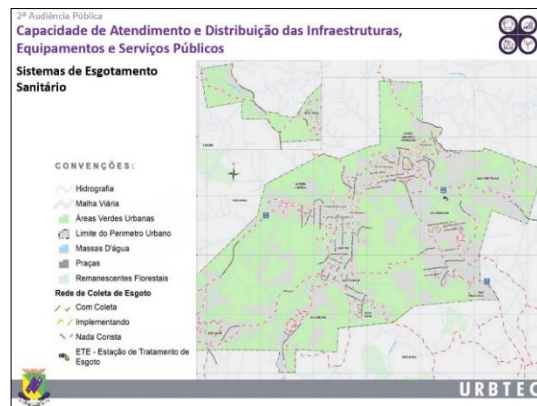 2ª Audiência Pública
Capacidade de Atendimento e Distribuição das Infraestruturas,
Equipamentos e Serviços Públicos
Sistemas de Esgotamento
Sanitário
CONVENÇÕES:
Hidrografia
Malha Viária
Áreas Verdes Urbanas
Limite do Perimetro Urbano
Massas D'água
Praças
Remanescentes Florestais
Rede de Coleta de Esgoto
Com Coleta
Implementando
Nada Consta
ETE - Estação de Tratamento de
Esgoto
URBTEC